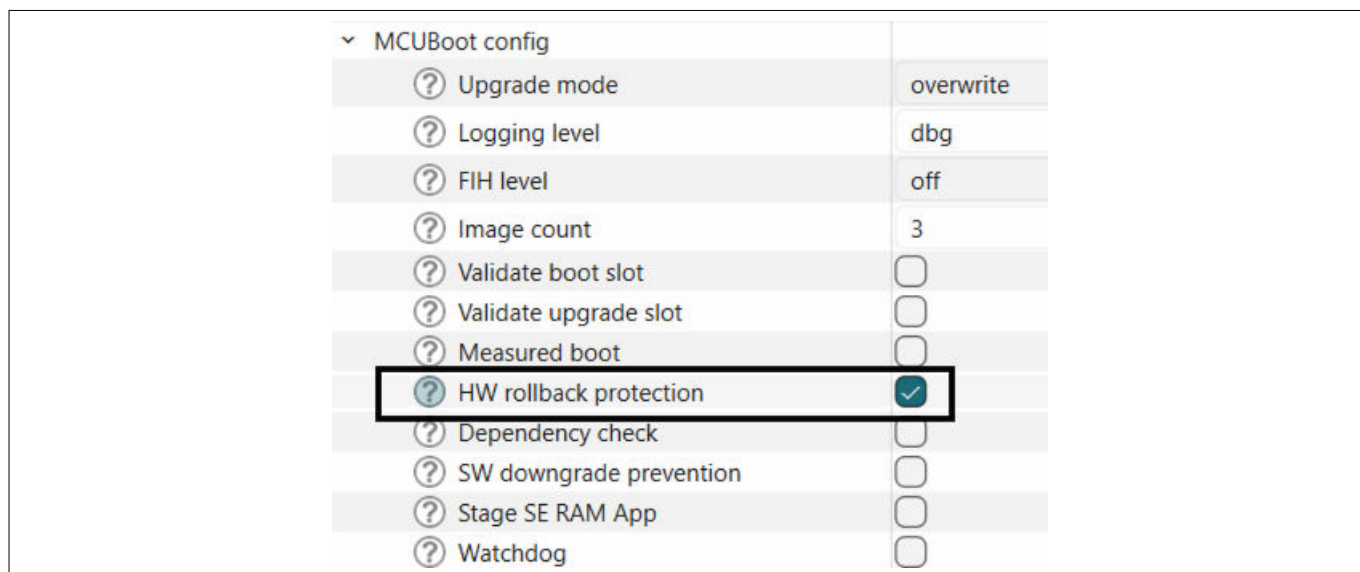 MCUBoot config
Upgrade mode overwrite
Logging level dbg
FIH level off
Image count 3
Validate boot slot
Validate upgrade slot
Measured boot
HW rollback protection
Dependency check
SW downgrade prevention
Stage SE RAM App
Watchdog